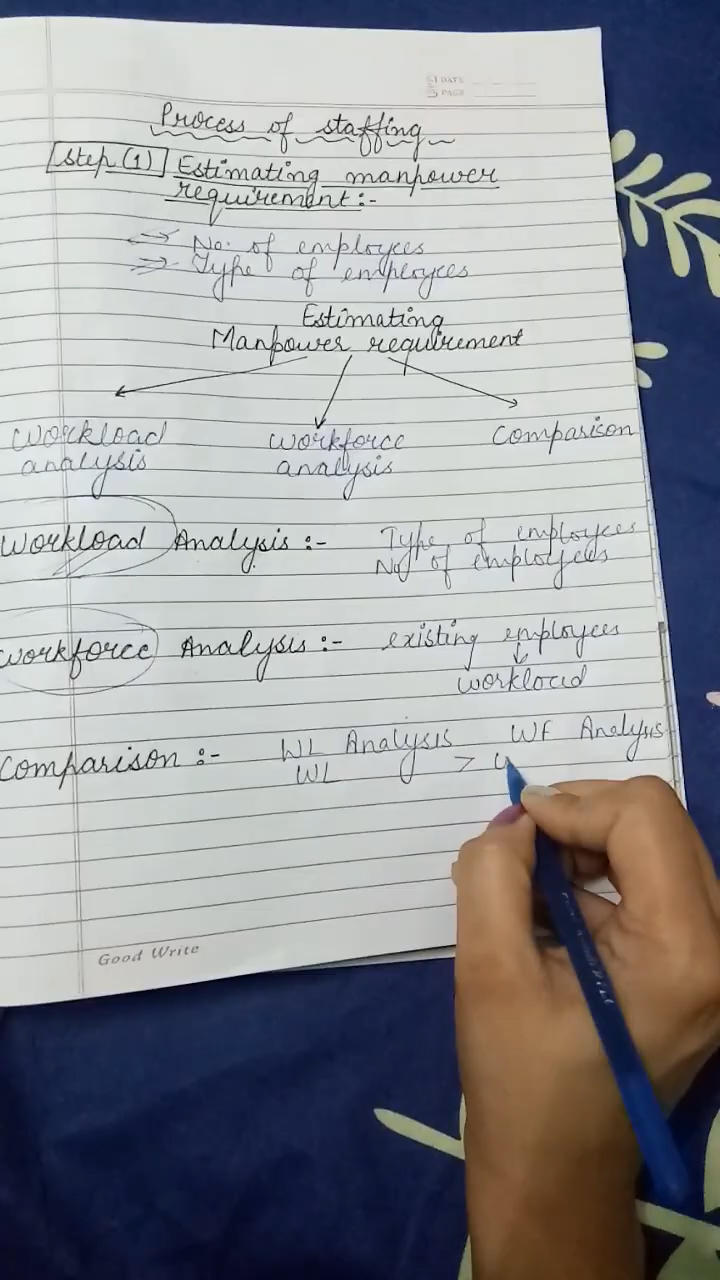 DATE
PAGE
Process of staffing
Step (1) Estimating manpower
requirement:-
No. of employees
Type of employees
Estimating
Manpower requirement
Workload
analysis
Workforce
analysis
Comparison
Workload Analysis:- Type of employees
No of employees
Workforce Analysis:- existing employees
workload
Comparison:- WL Analysis WF Analysis
WL >
Good Write